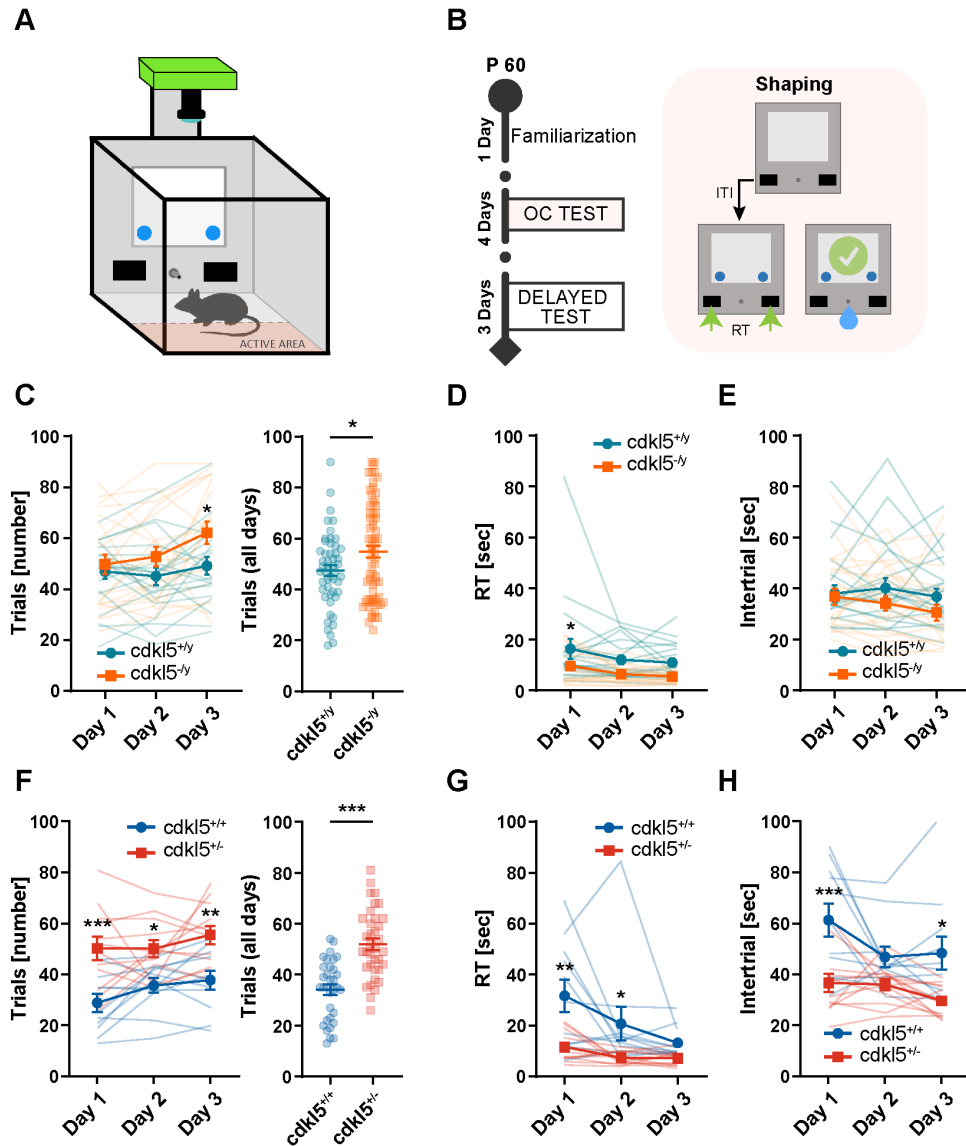 A
ACTIVE AREA
B
P 60
1 Day
Familiarization
4 Days
OC TEST
3 Days
DELAYED
TEST
Shaping
ITI
RT
C
Trials [number]
100
80
60
40
20
0
*
cdkl5+/y
cdkl5-/y
Day 1
Day 2
Day 3
Trials (all days)
100
80
60
40
20
0
*
cdkl5+/y
cdkl5-/y
D
RT [sec]
100
80
60
40
20
0
cdkl5+/y
cdkl5-/y
*
Day 1
Day 2
Day 3
E
Intertrial [sec]
100
80
60
40
20
0
cdkl5+/y
cdkl5-/y
Day 1
Day 2
Day 3
F
Trials [number]
100
80
60
40
20
0
cdkl5+/+
cdkl5+/-
***
*
**
Day 1
Day 2
Day 3
Trials (all days)
100
80
60
40
20
0
***
cdkl5+/+
cdkl5+/-
G
RT [sec]
100
80
60
40
20
0
cdkl5+/+
cdkl5+/-
**
*
Day 1
Day 2
Day 3
H
Intertrial [sec]
100
80
60
40
20
0
***
*
cdkl5+/+
cdkl5+/-
Day 1
Day 2
Day 3